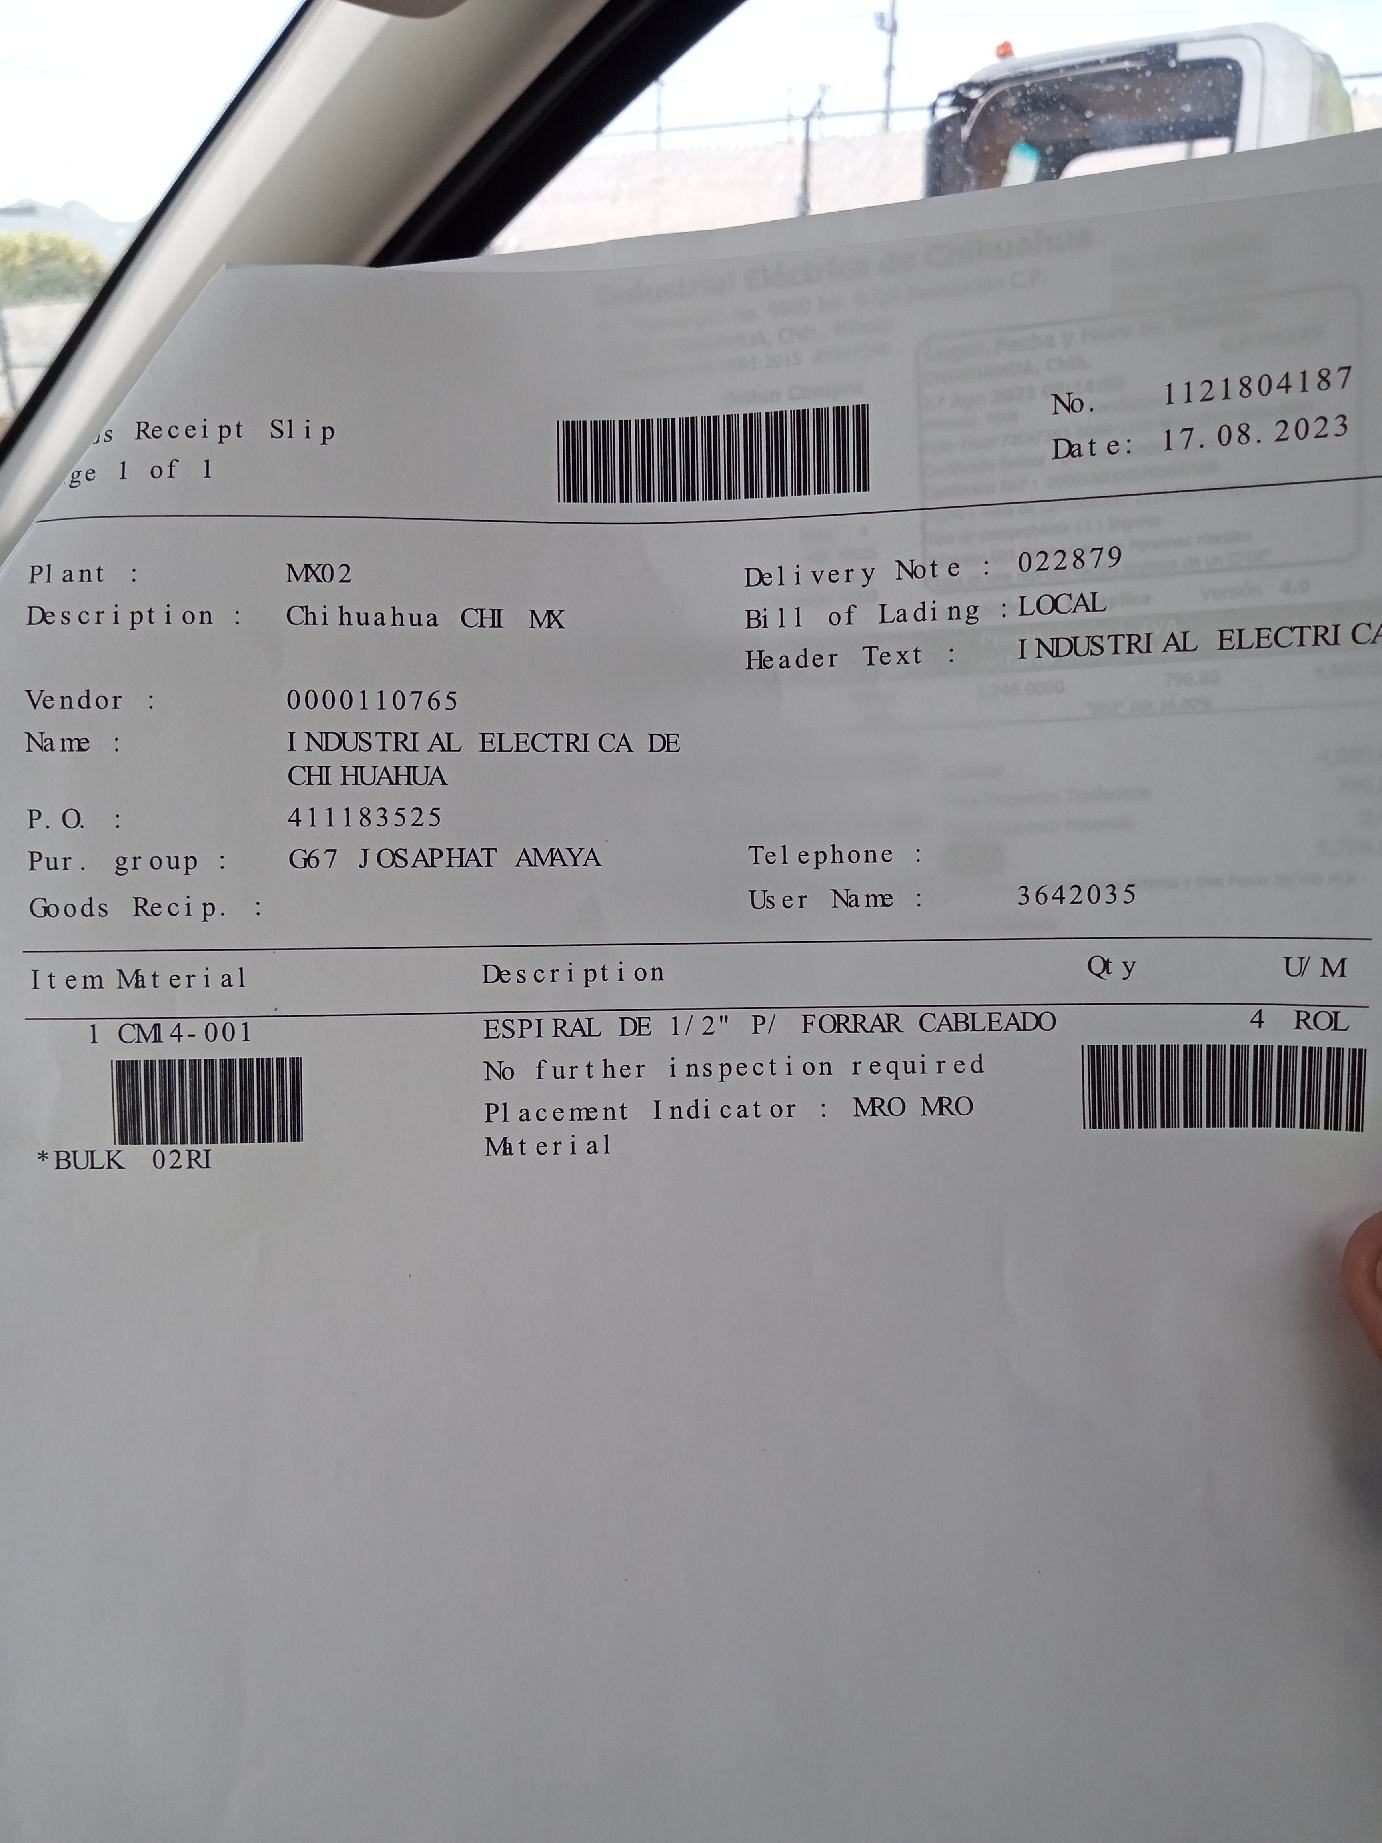 s Receipt Slip
ge 1 of 1
No. 1121804187
Date: 17.08.2023
Plant : MX02
Description : Chihuahua CHI MX
Delivery Note : 022879
Bill of Lading : LOCAL
Header Text : INDUSTRIAL ELECTRICA
Vendor : 0000110765
Name : INDUSTRIAL ELECTRICA DE
CHIHUAHUA
P.O. : 411183525
Pur. group : G67 JOSAPHAT AMAYA
Goods Recip. :
Telephone :
User Name : 3642035
Item Material Description Qty U/M
1 CM14-001 ESPIRAL DE 1/2" P/ FORRAR CABLEADO 4 ROL
No further inspection required
Placement Indicator : MRO MRO
Material
*BULK 02RI